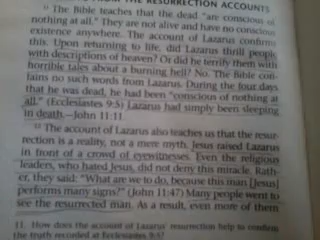 FROM THE RESURRECTION ACCOUNTS
11 The Bible teaches that the dead "are conscious of
nothing at all." They are not alive and have no conscious
existence anywhere. The account of Lazarus confirms
this. Upon returning to life, did Lazarus thrill people
with descriptions of heaven? Or did he terrify them with
horrible tales about a burning hell? No. The Bible con-
tains no such words from Lazarus. During the four days
that he was dead, he had been "conscious of nothing at
all." (Ecclesiastes 9:5) Lazarus had simply been sleeping
in death.—John 11:11.
The account of Lazarus also teaches us that the resur-
rection is a reality, not a mere myth. Jesus raised Lazarus
in front of a crowd of eyewitnesses. Even the religious
leaders, who hated Jesus, did not deny this miracle. Rath-
er, they said: "What are we to do, because this man [Jesus]
performs many signs?" (John 11:47) Many people went to
see the resurrected man. As a result, even more of them
11. How does the account of Lazarus' resurrection help to confirm
the truth recorded at Ecclesiastes 9:5?